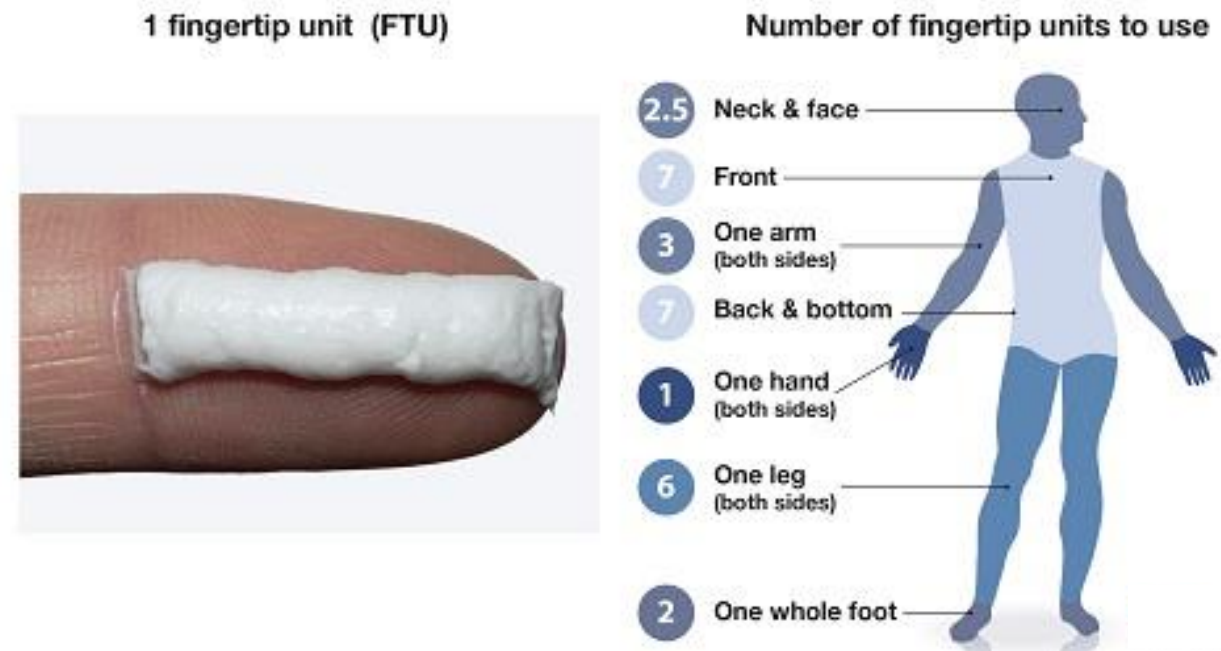 1 fingertip unit (FTU)
Number of fingertip units to use
2.5 Neck & face
7 Front
3 One arm
(both sides)
7 Back & bottom
1 One hand
(both sides)
6 One leg
(both sides)
2 One whole foot